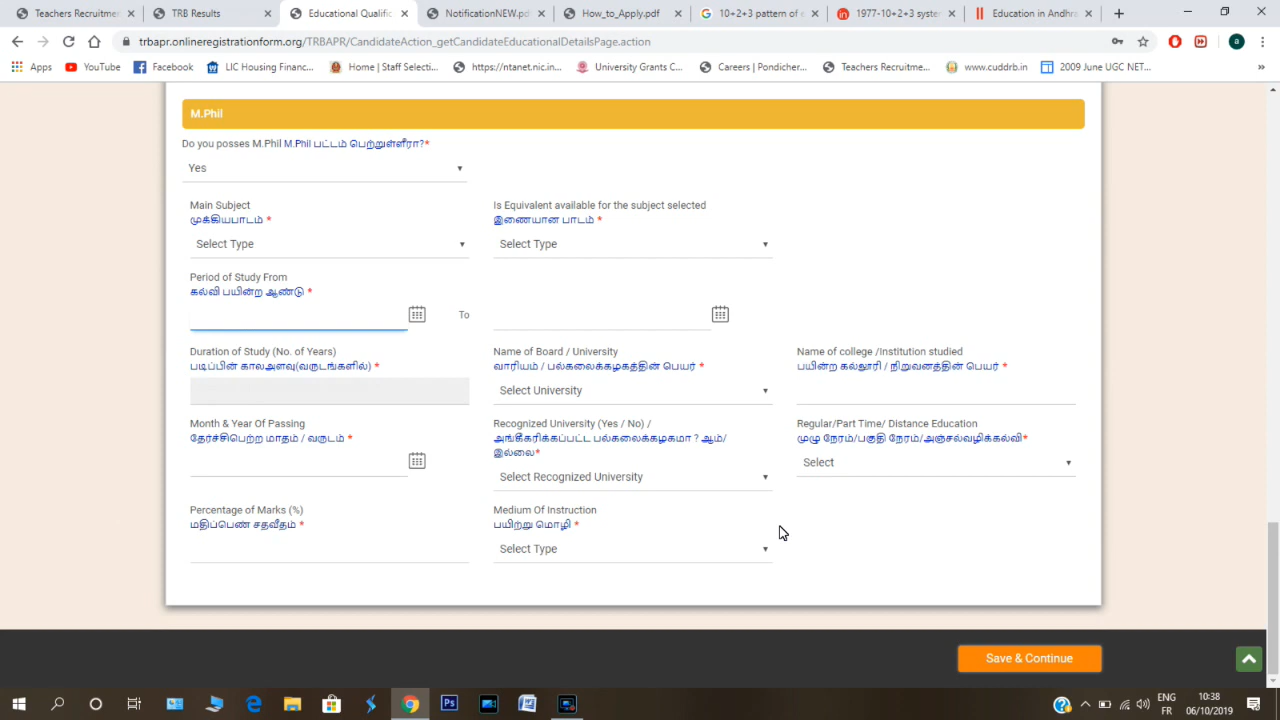 Teachers Recruitmen
TRB Results
Educational Qualific
NotificationNEW.pd
How_to_Apply.pdf
10+2+3 pattern of e
1977-10+2+3 syste
Education in Andhra
trbapr.onlineregistrationform.org/TRBAPR/CandidateAction_getCandidateEducationalDetailsPage.action
Apps
YouTube
Facebook
LIC Housing Financ...
Home | Staff Selecti...
https://ntanet.nic.in...
University Grants C...
Careers | Pondicher...
Teachers Recruitme...
www.cuddrb.in
2009 June UGC NET...
M.Phil
Do you posses M.Phil M.Phil பட்டம் பெற்றுள்ளீரா?*
Yes
Main Subject
முக்கியபாடம் *
Select Type
Is Equivalent available for the subject selected
இணையான பாடம் *
Select Type
Period of Study From
கல்வி பயின்ற ஆண்டு *
To
Duration of Study (No. of Years)
படிப்பின் காலஅளவு(வருடங்களில்) *
Name of Board / University
வாரியம் / பல்கலைக்கழகத்தின் பெயர் *
Select University
Name of college /Institution studied
பயின்ற கல்லூரி / நிறுவனத்தின் பெயர் *
Month & Year Of Passing
தேர்ச்சிபெற்ற மாதம் / வருடம் *
Recognized University (Yes / No) /
அங்கீகரிக்கப்பட்ட பல்கலைக்கழகமா ? ஆம்/
இல்லை*
Select Recognized University
Regular/Part Time/ Distance Education
முழு நேரம்/பகுதி நேரம்/அஞ்சல்வழிக்கல்வி*
Select
Percentage of Marks (%)
மதிப்பெண் சதவீதம் *
Medium Of Instruction
பயிற்று மொழி *
Select Type
Save & Continue
ENG
FR
10:38
06/10/2019